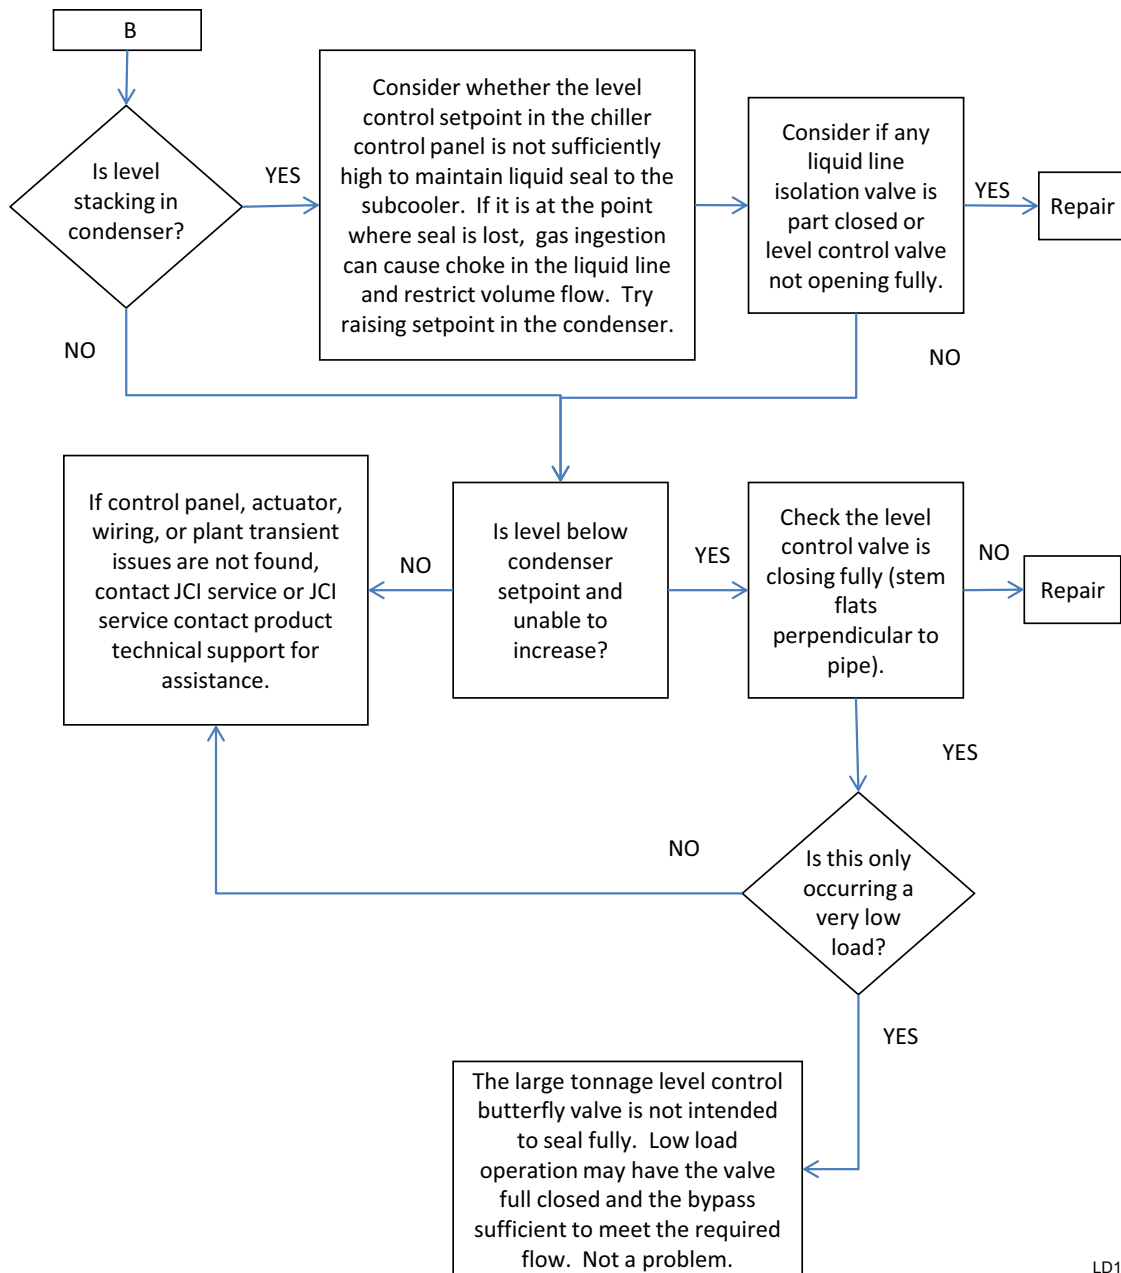 B
Is level
stacking in
condenser?
YES
NO
Consider whether the level
control setpoint in the chiller
control panel is not sufficiently
high to maintain liquid seal to the
subcooler.  If it is at the point
where seal is lost,  gas ingestion
can cause choke in the liquid line
and restrict volume flow.  Try
raising setpoint in the condenser.
Consider if any
liquid line
isolation valve is
part closed or
level control valve
not opening fully.
YES
Repair
NO
If control panel, actuator,
wiring, or plant transient
issues are not found,
contact JCI service or JCI
service contact product
technical support for
assistance.
NO
Is level below
condenser
setpoint and
unable to
increase?
YES
Check the level
control valve is
closing fully (stem
flats
perpendicular to
pipe).
NO
Repair
YES
NO
Is this only
occurring a
very low
load?
YES
The large tonnage level control
butterfly valve is not intended
to seal fully.  Low load
operation may have the valve
full closed and the bypass
sufficient to meet the required
flow.  Not a problem.
LD1